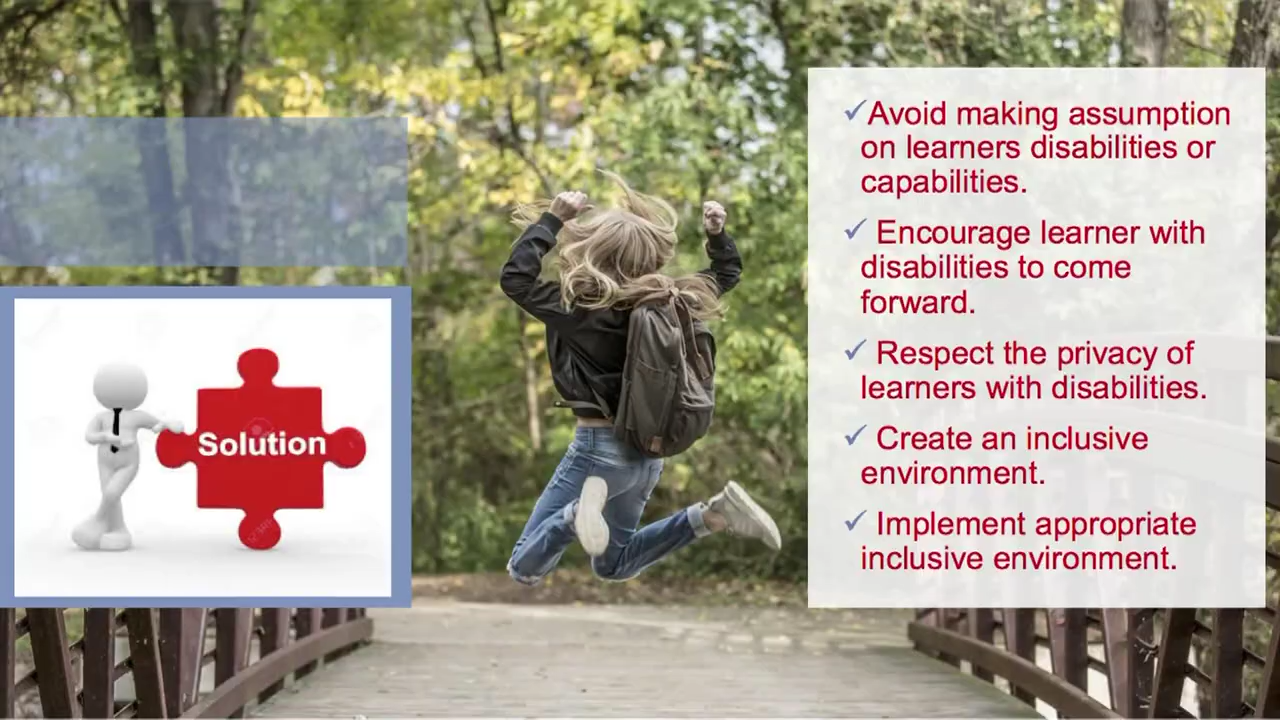 ✓Avoid making assumption
on learners disabilities or
capabilities.
✓ Encourage learner with
disabilities to come
forward.
✓ Respect the privacy of
learners with disabilities.
✓ Create an inclusive
environment.
✓ Implement appropriate
inclusive environment.
Solution